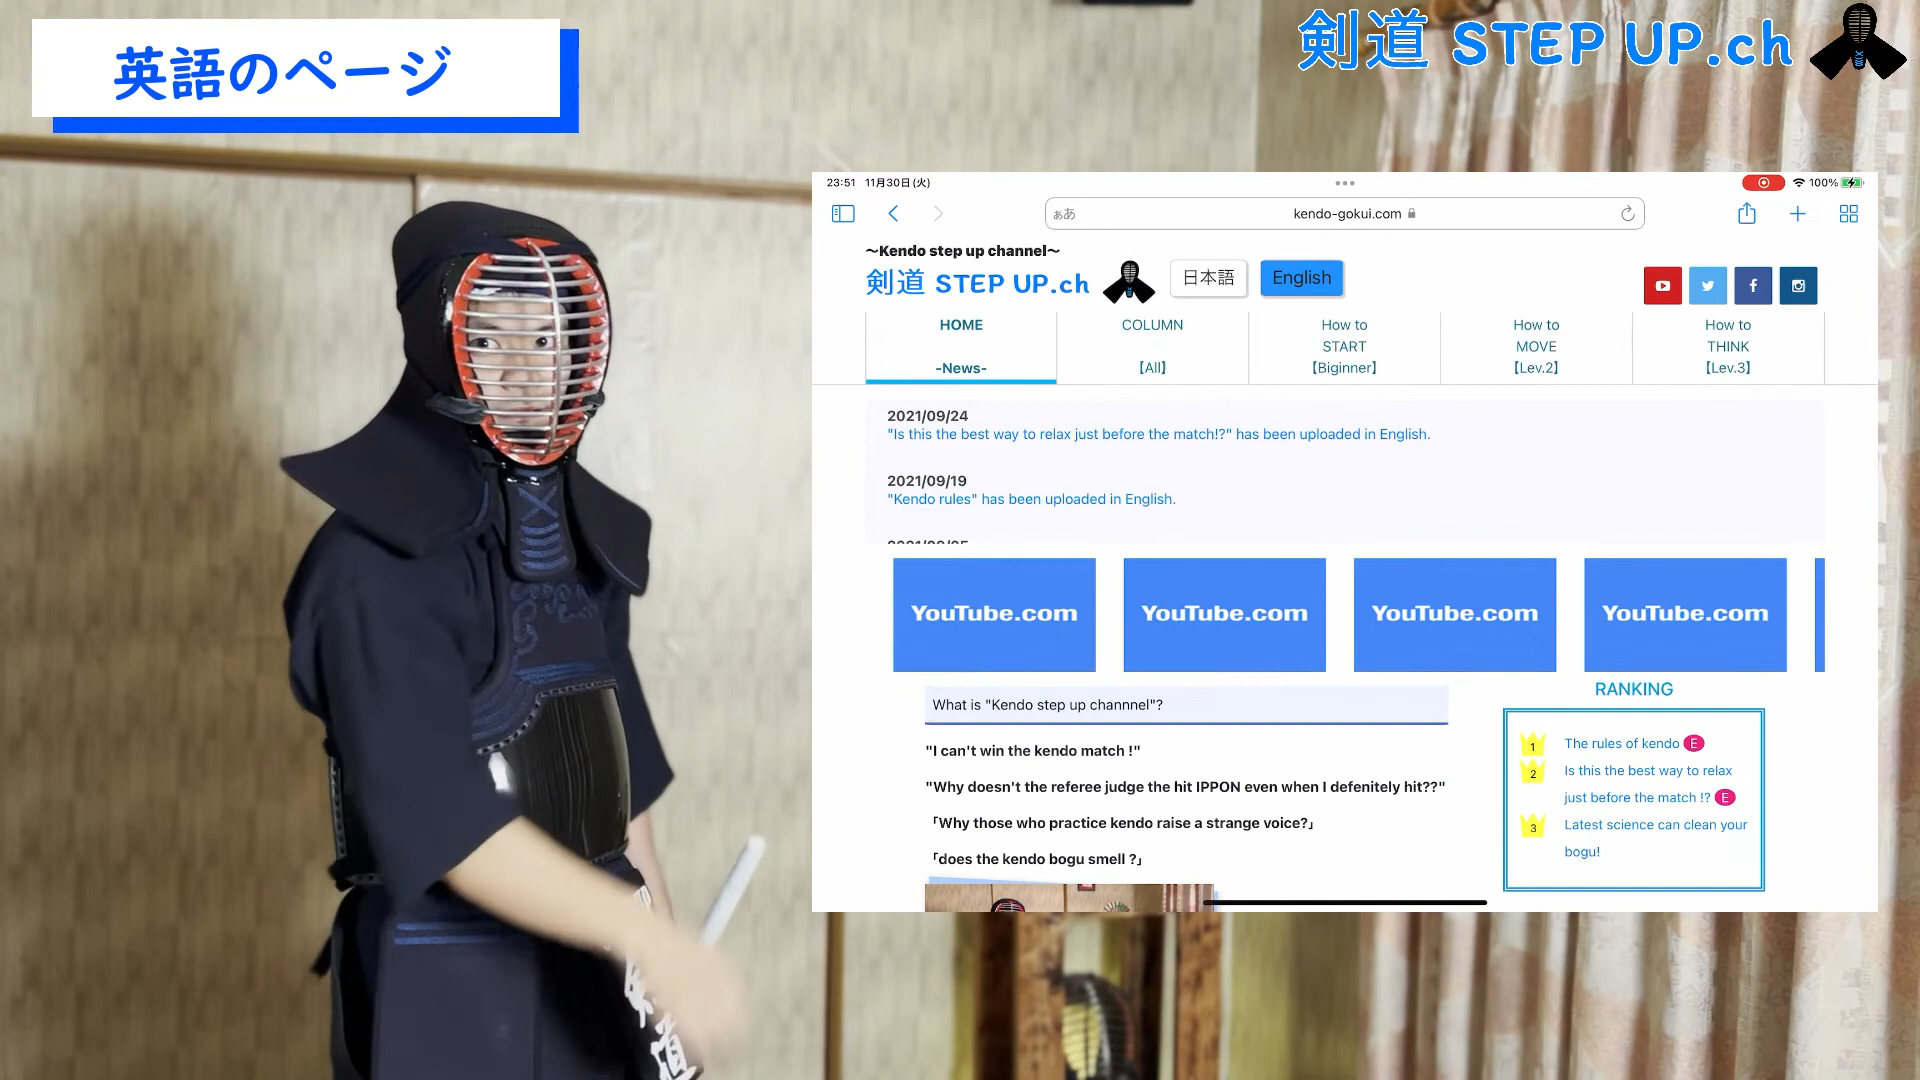 英語のページ
剣道 STEP UP.ch
23:51 11月30日(火)
100%
ぁあ
kendo-gokui.com
〜Kendo step up channel〜
剣道 STEP UP.ch
日本語
English
HOME
-News-
COLUMN
【All】
How to
START
【Biginner】
How to
MOVE
【Lev.2】
How to
THINK
【Lev.3】
2021/09/24
"Is this the best way to relax just before the match!?" has been uploaded in English.
2021/09/19
"Kendo rules" has been uploaded in English.
YouTube.com
YouTube.com
YouTube.com
YouTube.com
What is "Kendo step up channnel"?
"I can't win the kendo match !"
"Why doesn't the referee judge the hit IPPON even when I defenitely hit??"
「Why those who practice kendo raise a strange voice?」
「does the kendo bogu smell ?」
RANKING
1 The rules of kendo E
2 Is this the best way to relax
just before the match !? E
3 Latest science can clean your
bogu!
剣道